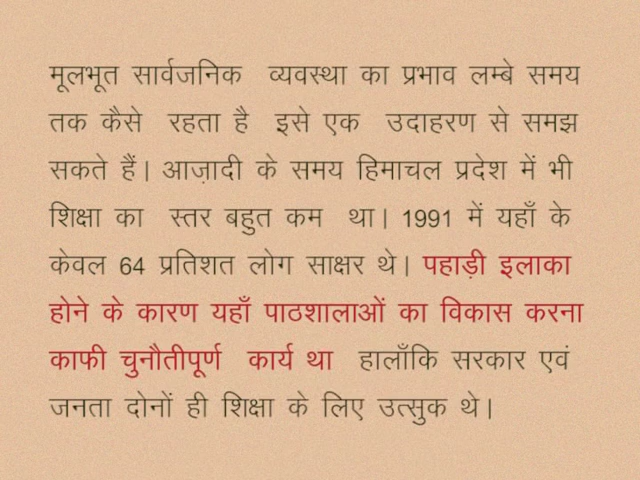 मूलभूत सार्वजनिक व्यवस्था का प्रभाव लम्बे समय
तक कैसे रहता है इसे एक उदाहरण से समझ
सकते हैं। आज़ादी के समय हिमाचल प्रदेश में भी
शिक्षा का स्तर बहुत कम था। 1991 में यहाँ के
केवल 64 प्रतिशत लोग साक्षर थे। पहाड़ी इलाका
होने के कारण यहाँ पाठशालाओं का विकास करना
काफी चुनौतीपूर्ण कार्य था हालाँकि सरकार एवं
जनता दोनों ही शिक्षा के लिए उत्सुक थे।